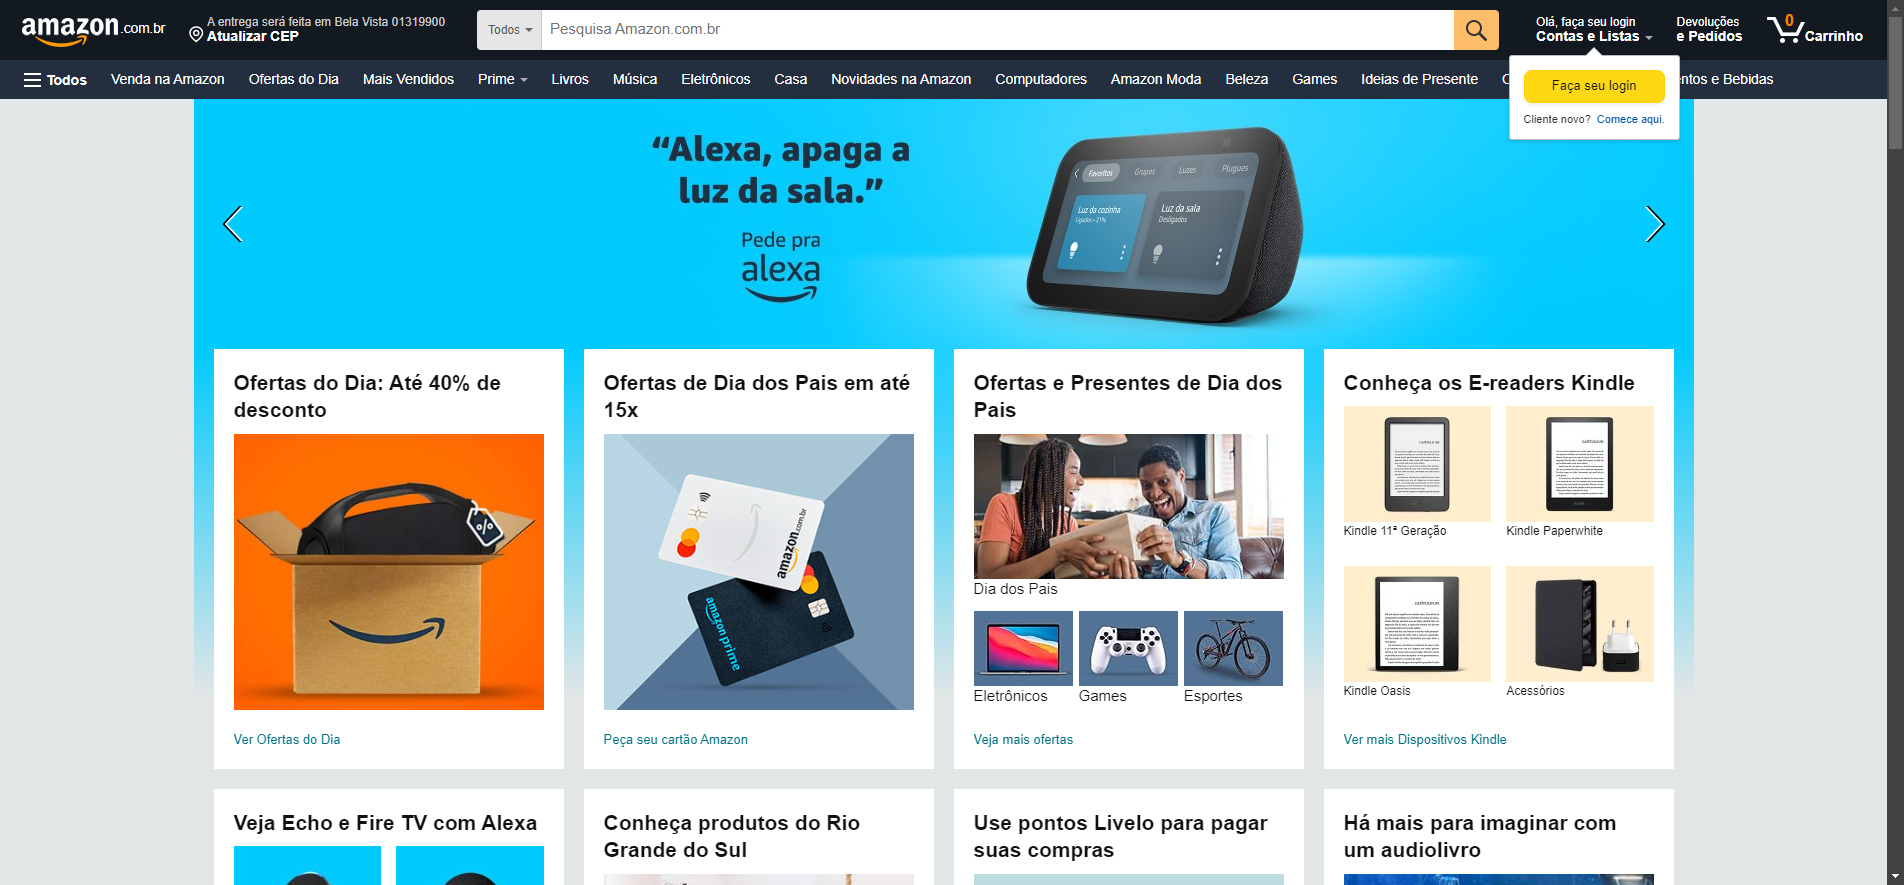 amazon.com.br
A entrega será feita em Bela Vista 01319900
Atualizar CEP
Todos
Pesquisa Amazon.com.br
Olá, faça seu login
Contas e Listas
Devoluções
e Pedidos
0
Carrinho
Todos
Venda na Amazon
Ofertas do Dia
Mais Vendidos
Prime
Livros
Música
Eletrônicos
Casa
Novidades na Amazon
Computadores
Amazon Moda
Beleza
Games
Ideias de Presente
ntos e Bebidas
Faça seu login
Cliente novo? Comece aqui.
“Alexa, apaga a
luz da sala.”
Pede pra
alexa
Favoritos
Grupos
Luzes
Plugues
Luz da cozinha
Ligados • 21%
Luz da sala
Desligados
Ofertas do Dia: Até 40% de
desconto
%
Ver Ofertas do Dia
Ofertas de Dia dos Pais em até
15x
amazon.com.br
amazon prime
Peça seu cartão Amazon
Ofertas e Presentes de Dia dos
Pais
Dia dos Pais
Eletrônicos
Games
Esportes
Veja mais ofertas
Conheça os E-readers Kindle
Kindle 11ª Geração
Kindle Paperwhite
Kindle Oasis
Acessórios
Ver mais Dispositivos Kindle
Veja Echo e Fire TV com Alexa
Conheça produtos do Rio
Grande do Sul
Use pontos Livelo para pagar
suas compras
Há mais para imaginar com
um audiolivro